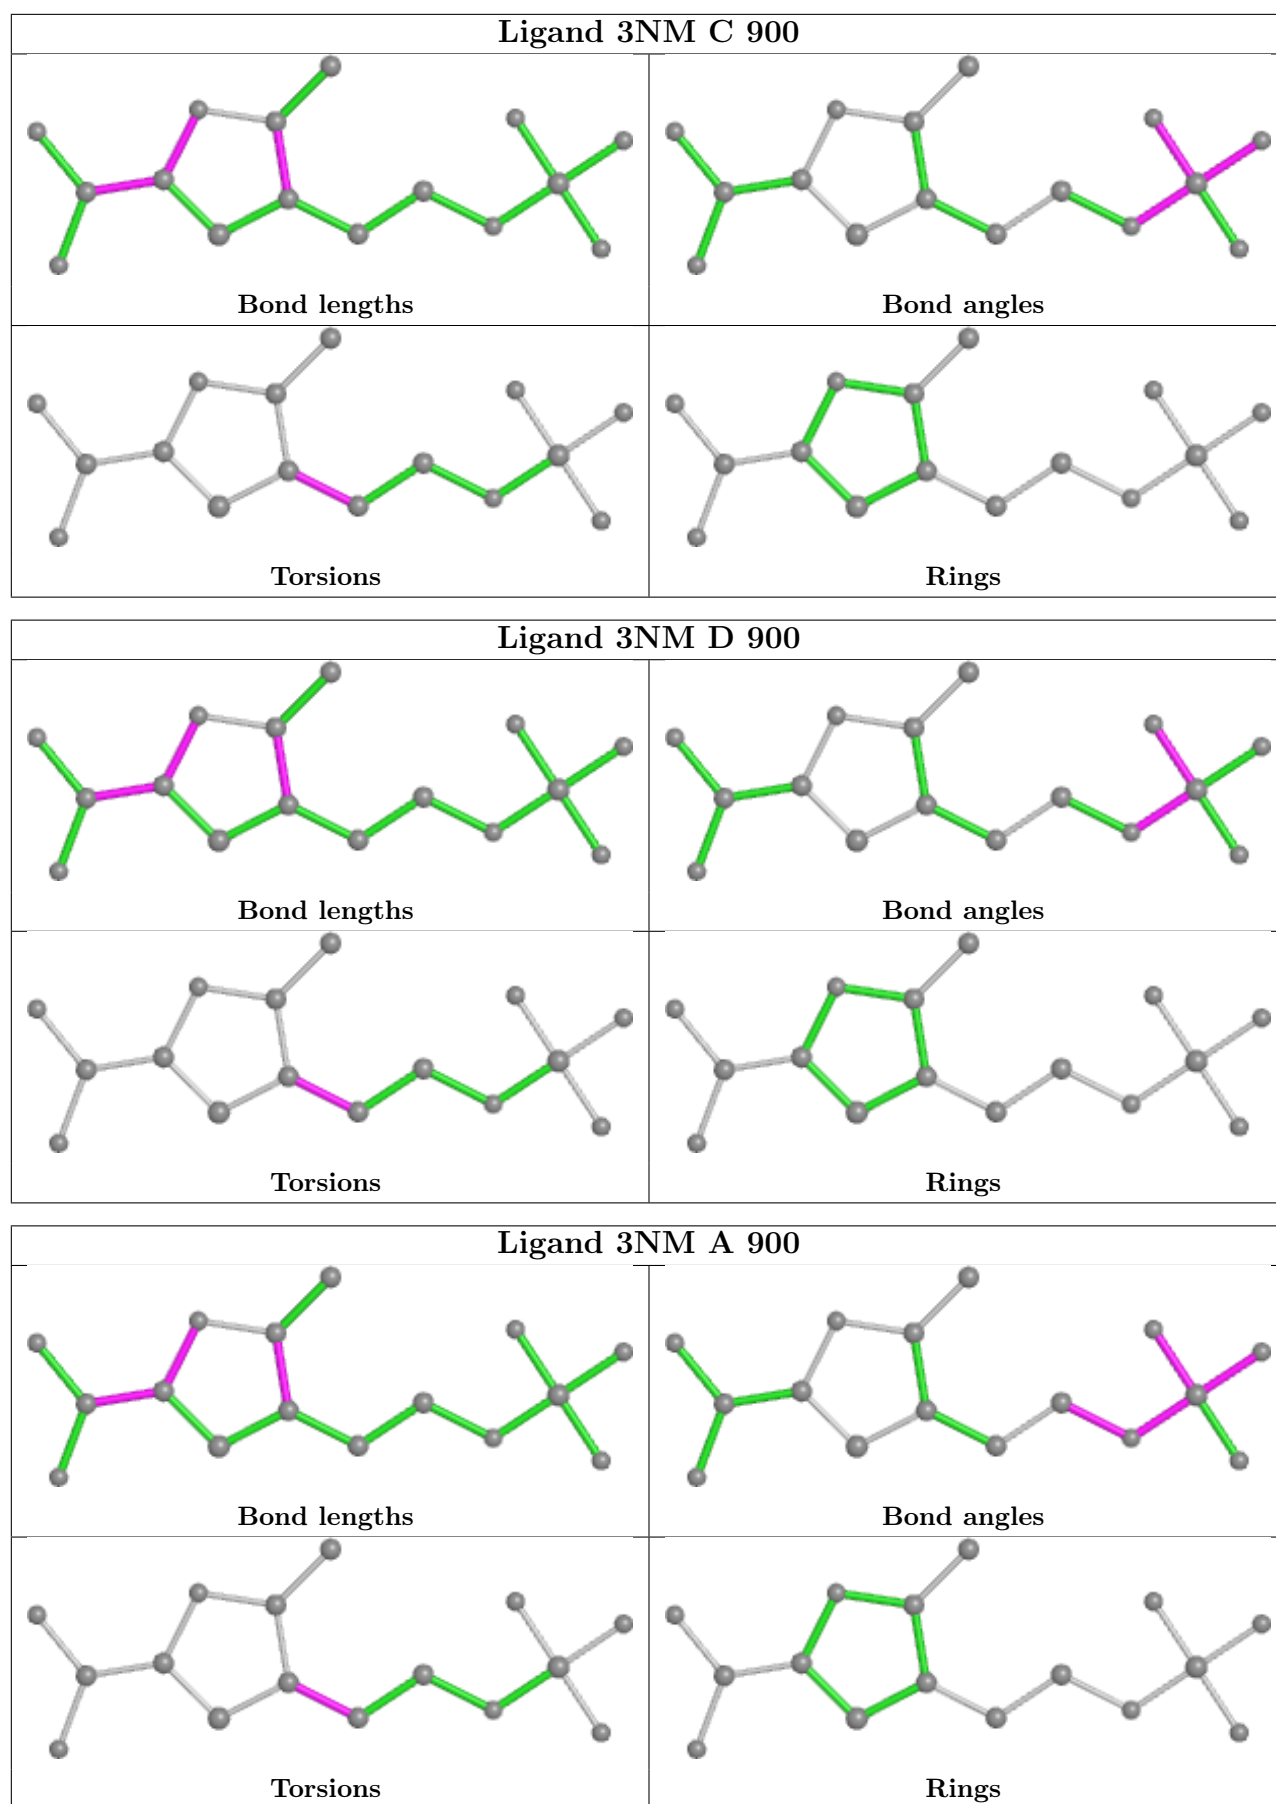 Ligand 3NM C 900
Bond lengths
Bond angles
Torsions
Rings
Ligand 3NM D 900
Bond lengths
Bond angles
Torsions
Rings
Ligand 3NM A 900
Bond lengths
Bond angles
Torsions
Rings